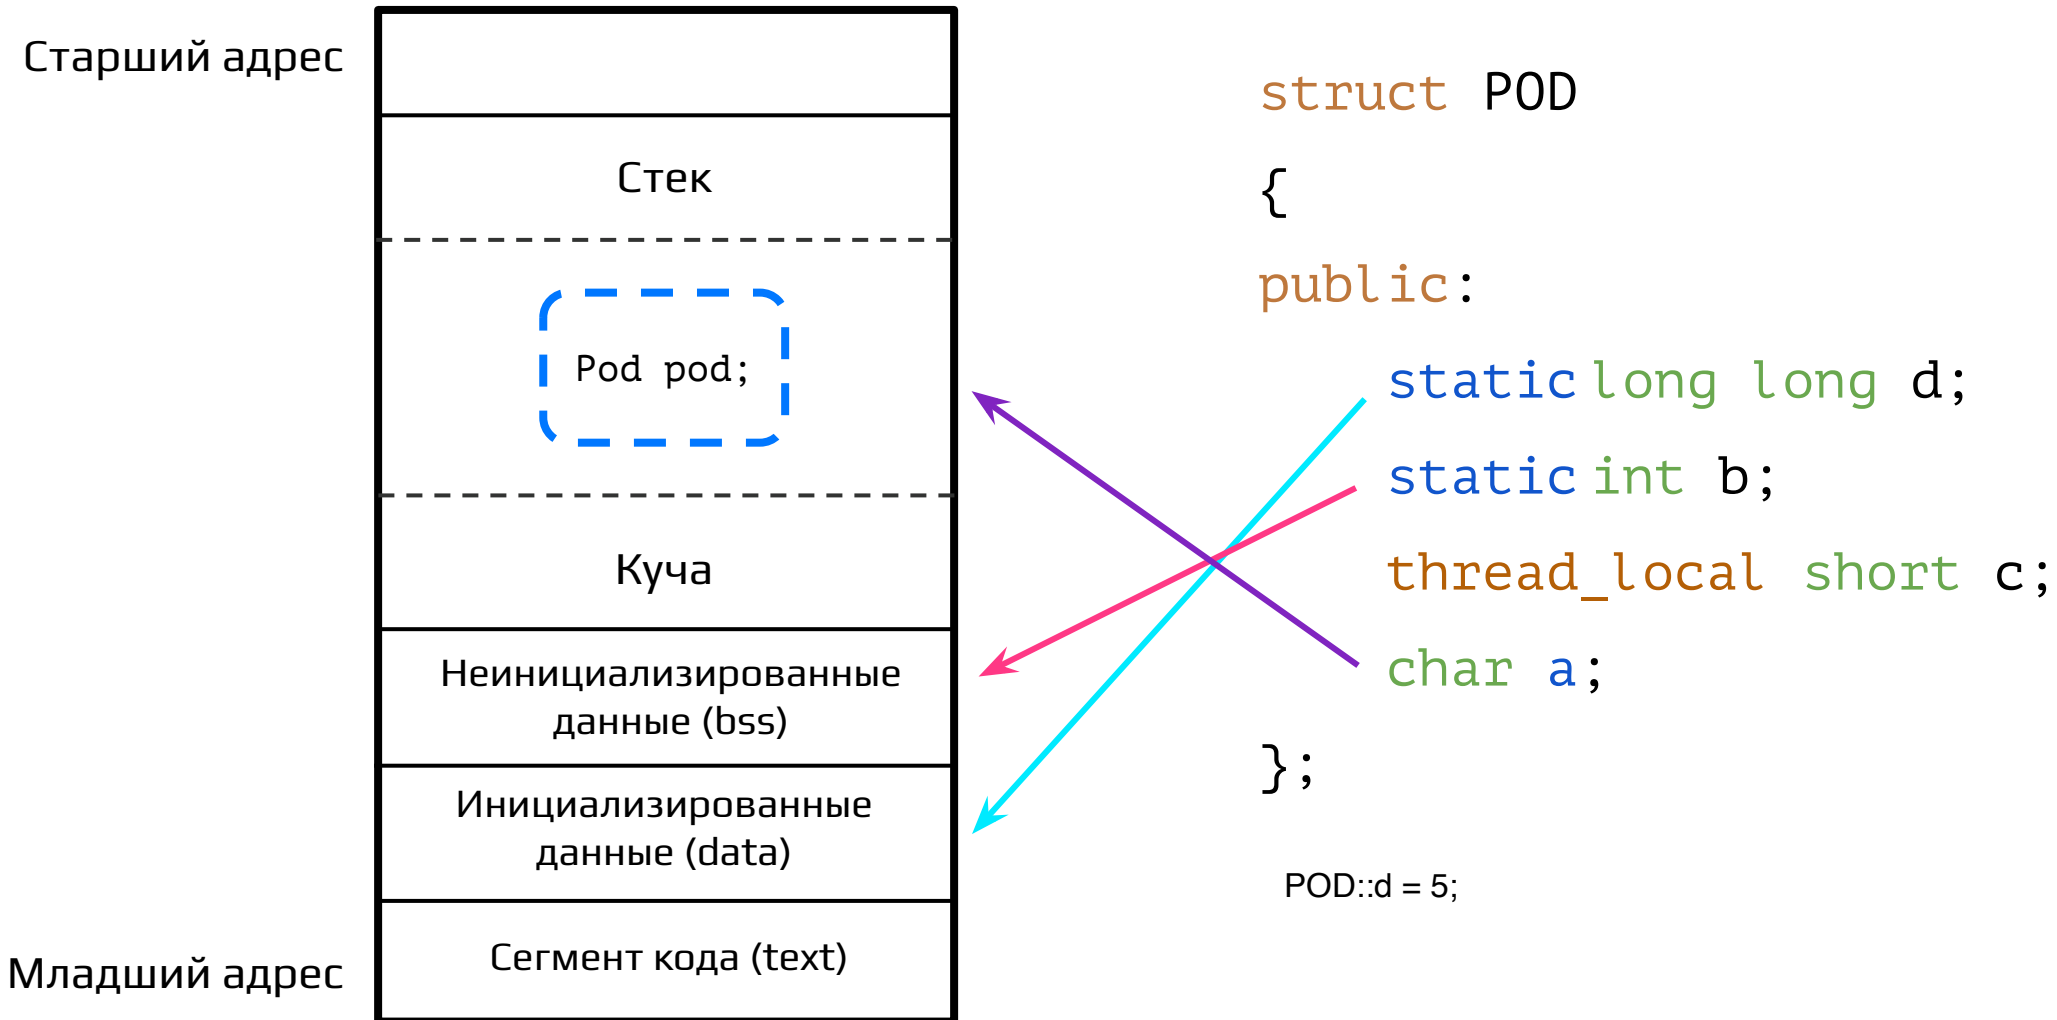 Старший адрес
Стек
Pod pod;
Куча
Неинициализированные
данные (bss)
Инициализированные
данные (data)
Сегмент кода (text)
Младший адрес
struct POD
{
public:
static long long d;
static int b;
thread_local short c;
char a;
};
POD::d = 5;